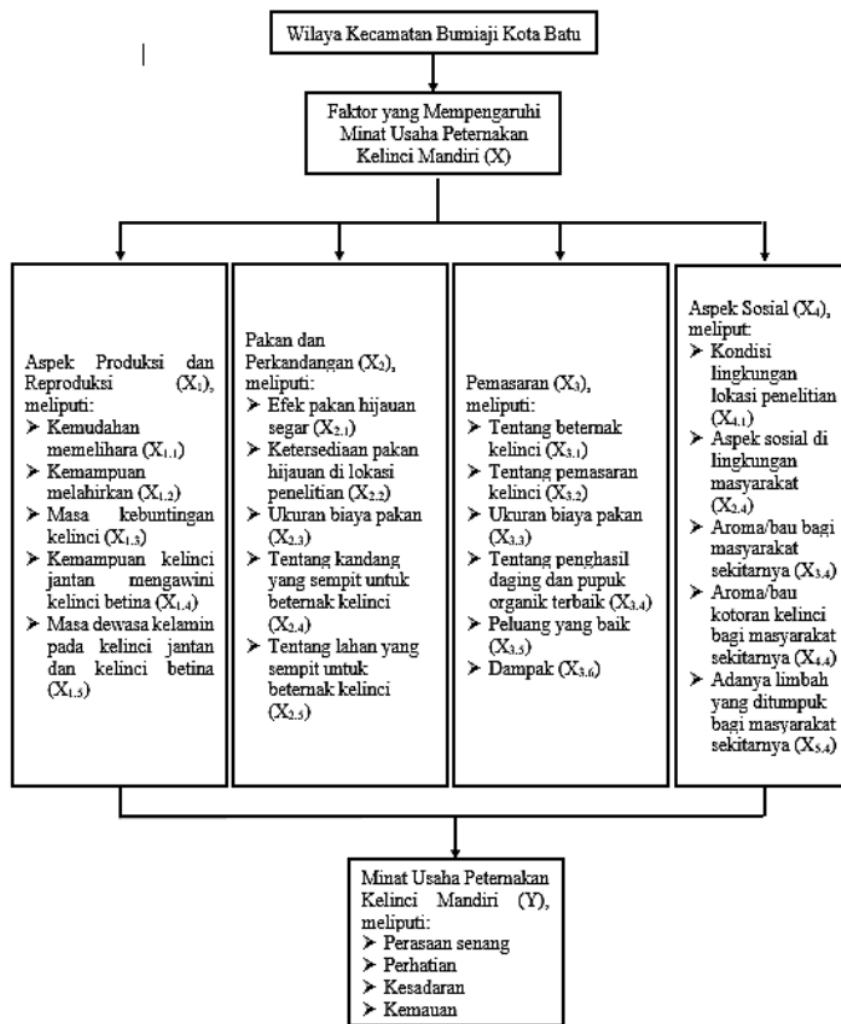 Wilaya Kecamatan Bumiaji Kota Batu
Faktor yang Mempengaruhi
Minat Usaha Peternakan
Kelinci Mandiri (X)
Aspek Produksi dan
Reproduksi (X1),
meliputi:
➢ Kemudahan
memelihara (X1.1)
➢ Kemampuan
melahirkan (X1.2)
➢ Masa kebuntingan
kelinci (X1.3)
➢ Kemampuan kelinci
jantan mengawini
kelinci betina (X1.4)
➢ Masa dewasa kelamin
pada kelinci jantan
dan kelinci betina
(X1.5)
Pakan dan
Perkandangan (X2),
meliputi:
➢ Efek pakan hijauan
segar (X2.1)
➢ Ketersediaan pakan
hijauan di lokasi
penelitian (X2.2)
➢ Ukuran biaya pakan
(X2.3)
➢ Tentang kandang
yang sempit untuk
beternak kelinci
(X2.4)
➢ Tentang lahan yang
sempit untuk
beternak kelinci
(X2.5)
Pemasaran (X3),
meliputi:
➢ Tentang beternak
kelinci (X3.1)
➢ Tentang pemasaran
kelinci (X3.2)
➢ Ukuran biaya pakan
(X3.3)
➢ Tentang penghasil
daging dan pupuk
organik terbaik (X3.4)
➢ Peluang yang baik
(X3.5)
➢ Dampak (X3.6)
Aspek Sosial (X4),
meliput:
➢ Kondisi
lingkungan
lokasi penelitian
(X4.1)
➢ Aspek sosial di
lingkungan
masyarakat
(X2.4)
➢ Aroma/bau bagi
masyarakat
sekitarnya (X3.4)
➢ Aroma/bau
kotoran kelinci
bagi masyarakat
sekitarnya (X4.4)
➢ Adanya limbah
yang ditumpuk
bagi masyarakat
sekitarnya (X5.4)
Minat Usaha Peternakan
Kelinci Mandiri (Y),
meliputi:
➢ Perasaan senang
➢ Perhatian
➢ Kesadaran
➢ Kemauan